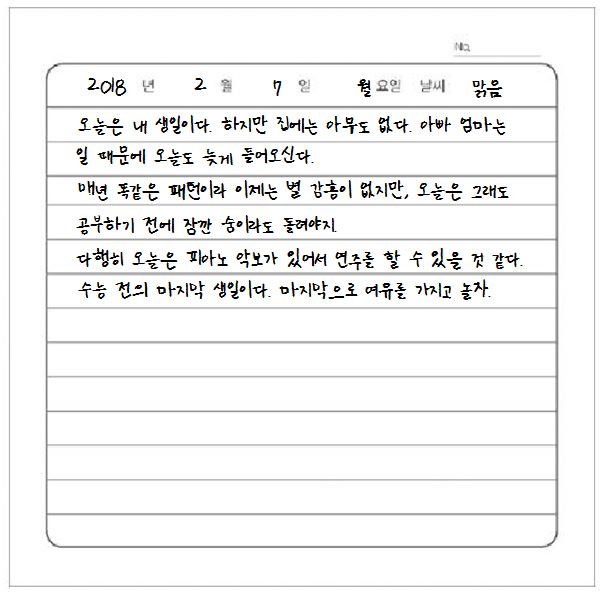 No.
2018 년 2 월 7 일 월요일 날씨 맑음
오늘은 내 생일이다. 하지만 집에는 아무도 없다. 아빠 엄마는
일 때문에 오늘도 늦게 들어오신다.
매년 똑같은 패턴이라 이제는 별 감흥이 없지만, 오늘은 그래도
공부하기 전에 잠깐 숨이라도 돌려야지
다행히 오늘은 피아노 악보가 있어서 연주를 할 수 있을 것 같다.
수능 전의 마지막 생일이다. 마지막으로 여유를 가지고 놀자.